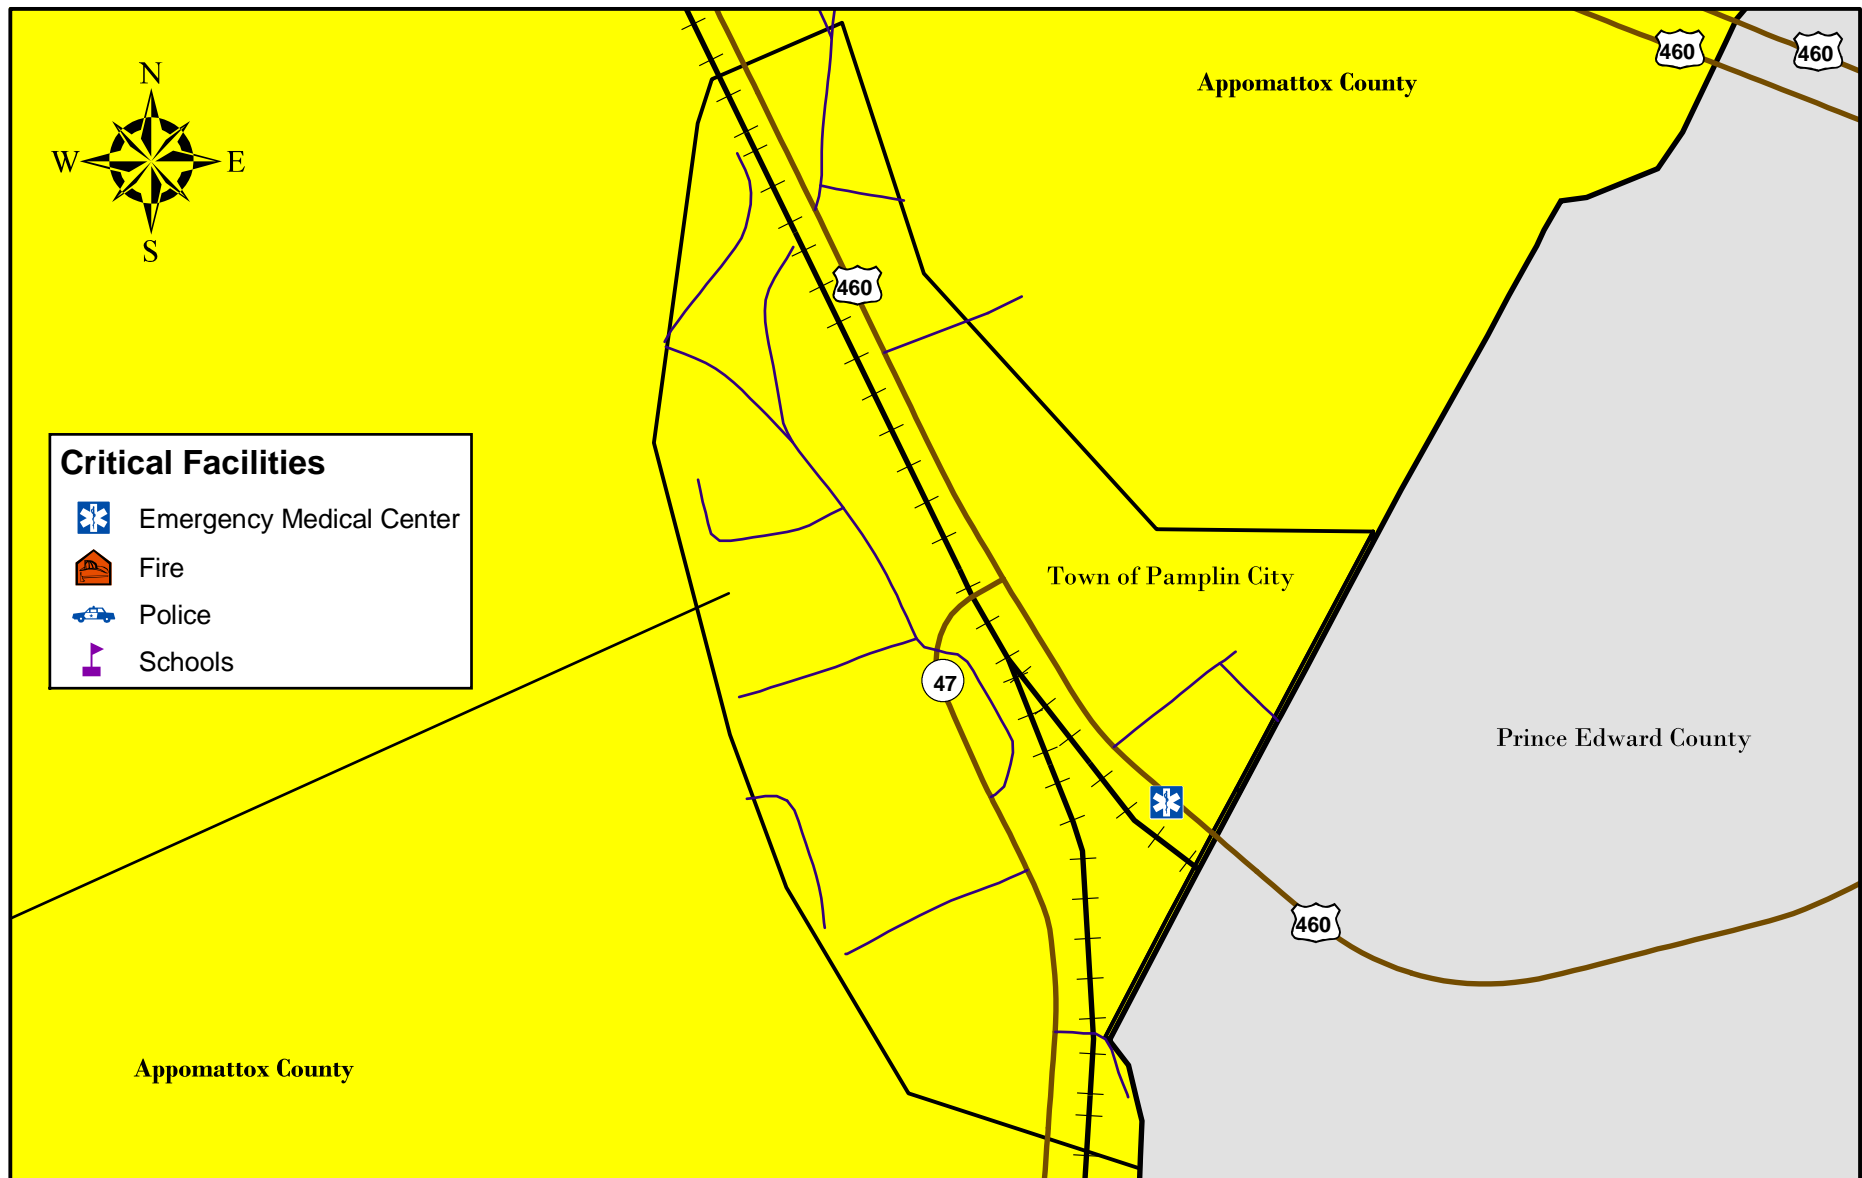 460
460
N
Appomattox County
W
E
S
460
Critical Facilities
Emergency Medical Center
Fire
Police
Schools
Town of Pamplin City
47
Prince Edward County
460
Appomattox County